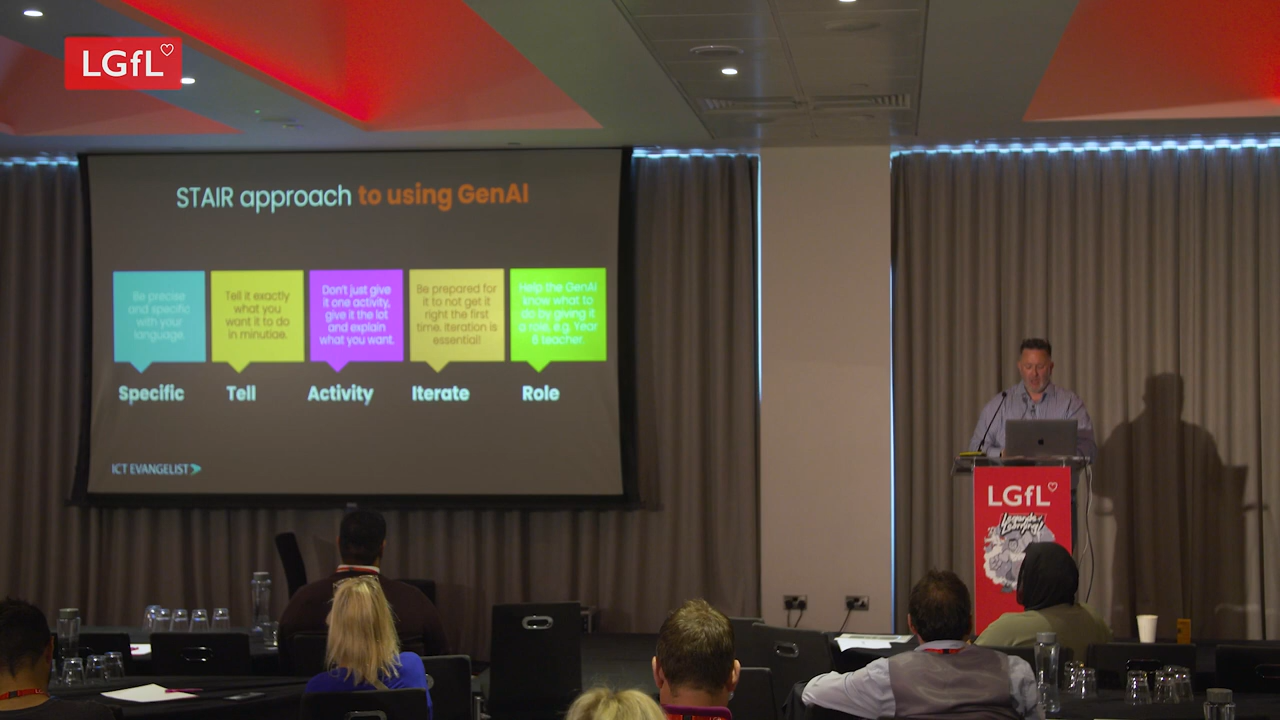 LGfL
STAIR approach to using GenAI
Be precise
and specific
with your
language.
Tell it exactly
what you
want it to do
in minutiae.
Don't just give
it one activity,
give it the lot
and explain
what you want.
Be prepared for
it to not get it
right the first
time. Iteration is
essential!
Help the GenAI
know what to
do by giving it
a role, e.g. Year
6 teacher.
Specific
Tell
Activity
Iterate
Role
ICT EVANGELIST
LGfL
Legends of
Learning!